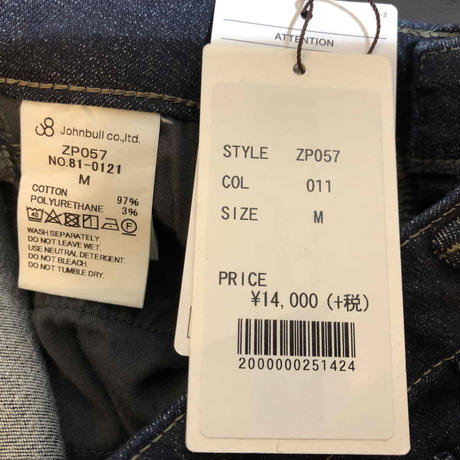 Johnbull co.,ltd.
ZP057
NO.81-0121
M
COTTON 97%
POLYURETHANE 3%
40
F
WASH SEPARATELY.
DO NOT LEAVE WET.
USE NEUTRAL DETERGENT.
DO NOT BLEACH.
DO NOT TUMBLE DRY.
ATTENTION
STYLE ZP057
COL 011
SIZE M
PRICE
¥14,000(+税)
2000000251424